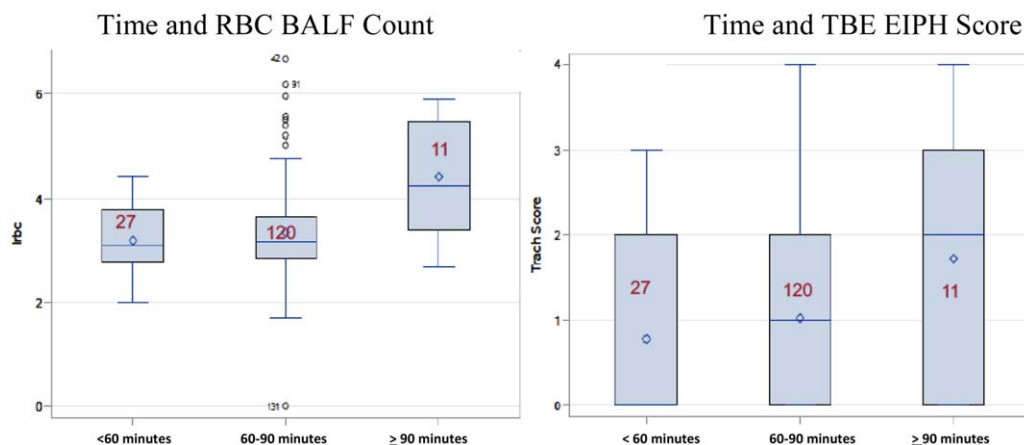 Time and RBC BALF Count
lrbc
6
4
2
0
42
91
131
27
120
11
<60 minutes
60-90 minutes
≥ 90 minutes
Time and TBE EIPH Score
Trach Score
4
3
2
1
0
27
120
11
< 60 minutes
60-90 minutes
≥ 90 minutes